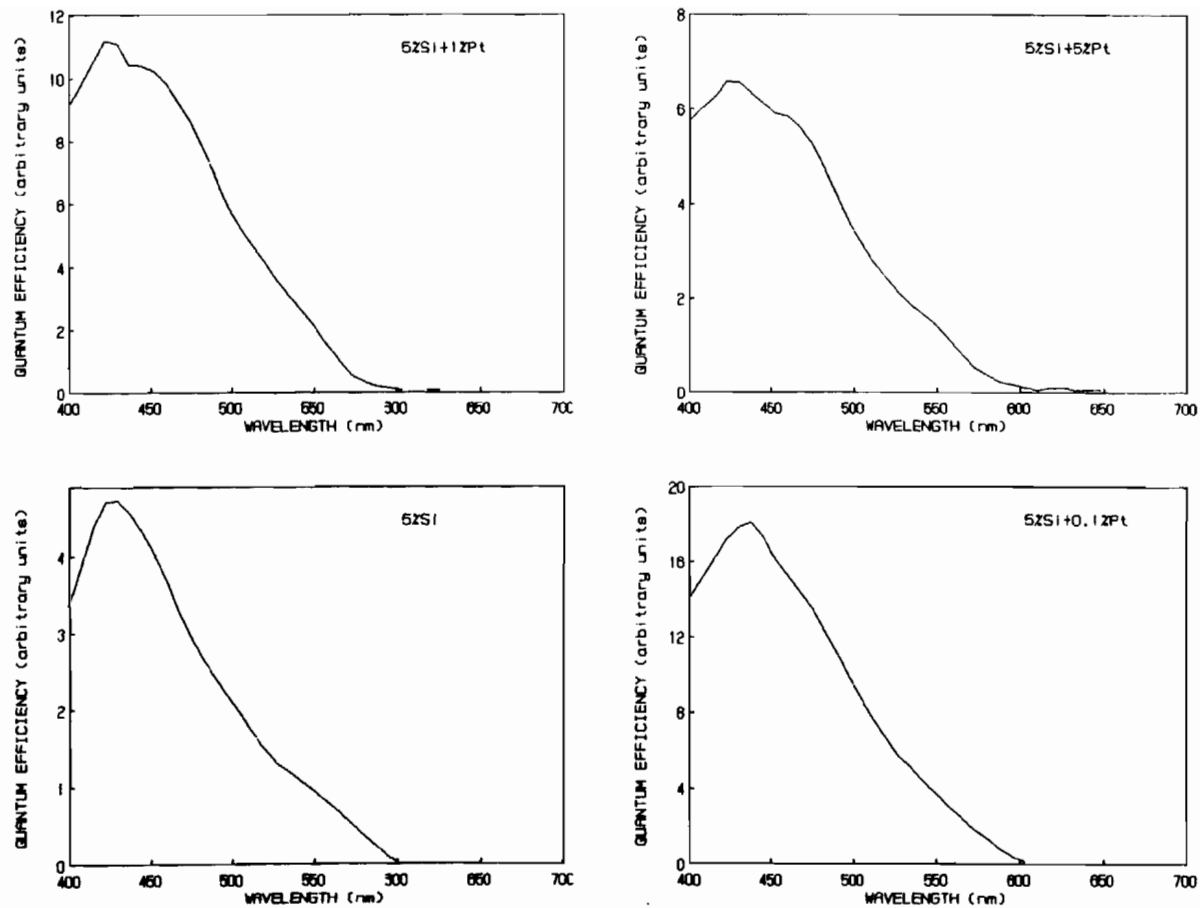 QUANTUM EFFICIENCY (arbitrary units)
12
10
8
6
4
2
0
5%Si+1%Pt
400 450 500 550 300 650 700
WAVELENGTH (nm)
QUANTUM EFFICIENCY (arbitrary units)
8
6
4
2
0
5%Si+5%Pt
400 450 500 550 600 650 700
WAVELENGTH (nm)
QUANTUM EFFICIENCY (arbitrary units)
4
3
2
1
0
5%Si
400 450 500 550 300 650 700
WAVELENGTH (nm)
QUANTUM EFFICIENCY (arbitrary units)
20
18
12
8
4
0
5%Si+0.1%Pt
400 450 500 550 600 650 700
WAVELENGTH (nm)